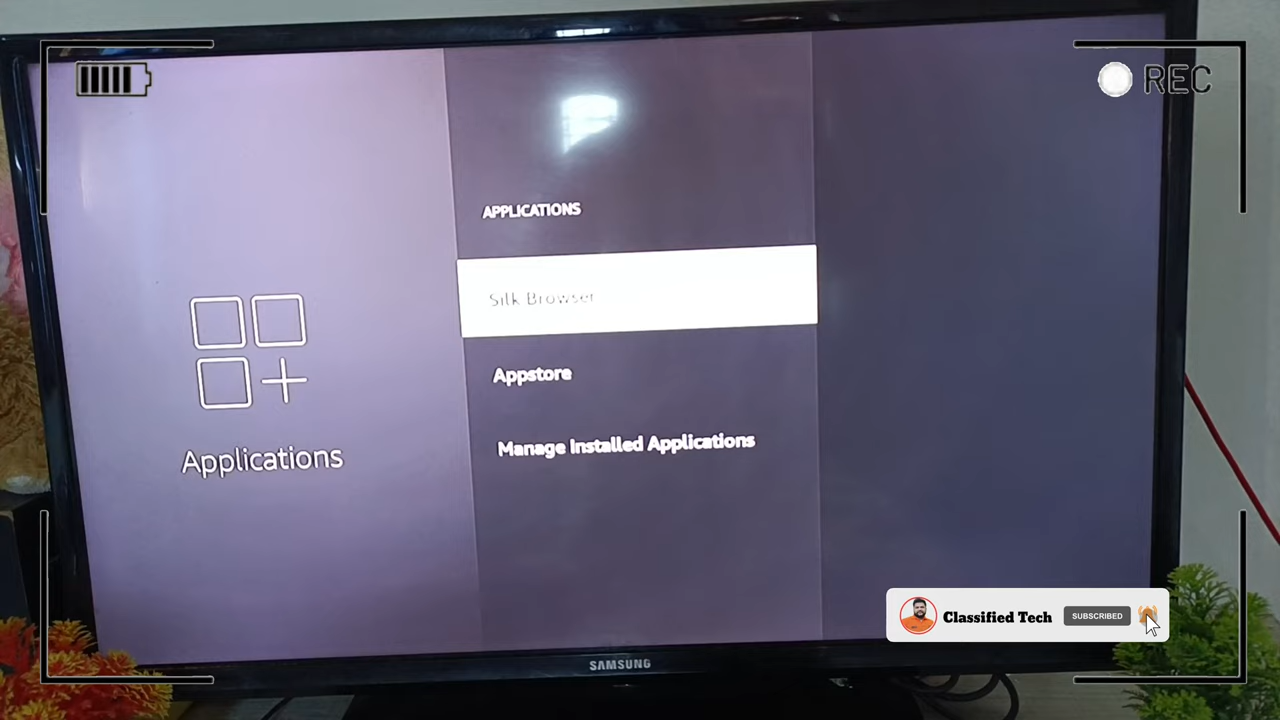 REC
APPLICATIONS
Silk Browser
Appstore
Manage Installed Applications
Applications
Classified Tech
SUBSCRIBED
SAMSUNG